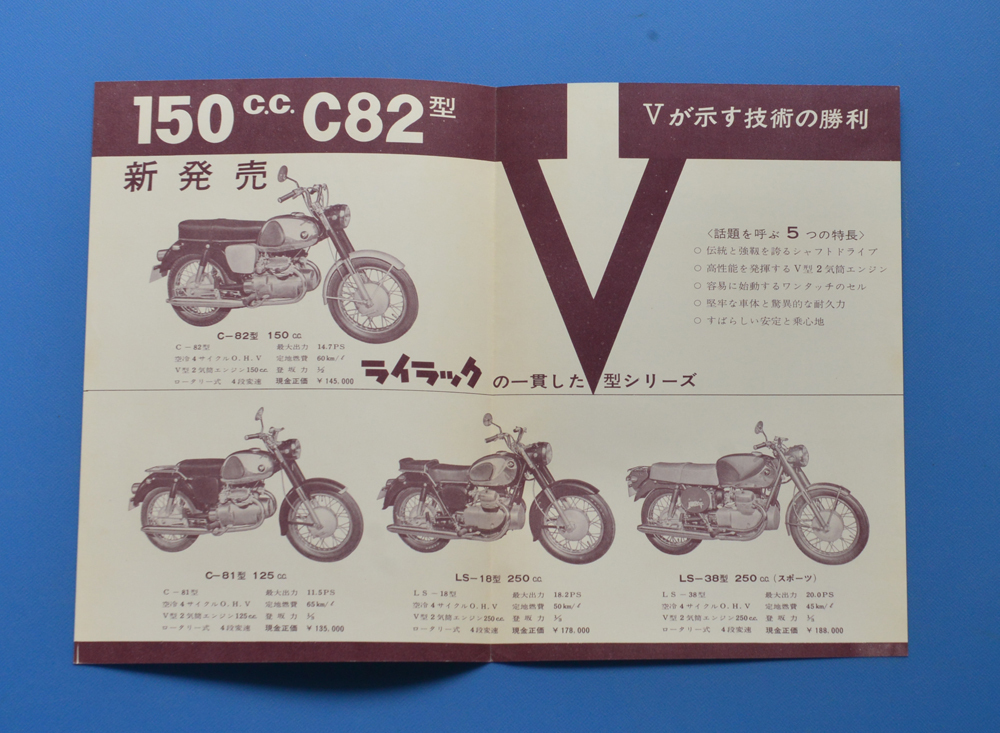 150 c.c. C82型
新発売
Vが示す技術の勝利
〈話題を呼ぶ 5 つの特長〉
○ 伝統と強靱を誇るシャフトドライブ
○ 高性能を発揮するV型2気筒エンジン
○ 容易に始動するワンタッチのセル
○ 堅牢な車体と驚異的な耐久力
○ すばらしい安定と乗心地
C-82型 150cc
C-82型 最大出力 14.7PS
空冷4サイクルO.H.V 定地燃費 60km/ℓ
V型2気筒エンジン150c.c. 登坂力 ⅓
ロータリー式 4段変速 現金正価 ¥145.000
ライラックの一貫したV型シリーズ
C-81型 125cc
C-81型 最大出力 11.5PS
空冷4サイクルO.H.V 定地燃費 65km/ℓ
V型2気筒エンジン125c.c. 登坂力 ⅓
ロータリー式 4段変速 現金正価 ¥135.000
LS-18型 250cc
LS-18型 最大出力 18.2PS
空冷4サイクルO.H.V 定地燃費 50km/ℓ
V型2気筒エンジン250c.c. 登坂力 ⅓
ロータリー式 4段変速 現金正価 ¥178.000
LS-38型 250cc (スポーツ)
LS-38型 最大出力 20.0PS
空冷4サイクルO.H.V 定地燃費 45km/ℓ
V型2気筒エンジン250c.c. 登坂力 ⅓
ロータリー式 4段変速 現金正価 ¥188.000